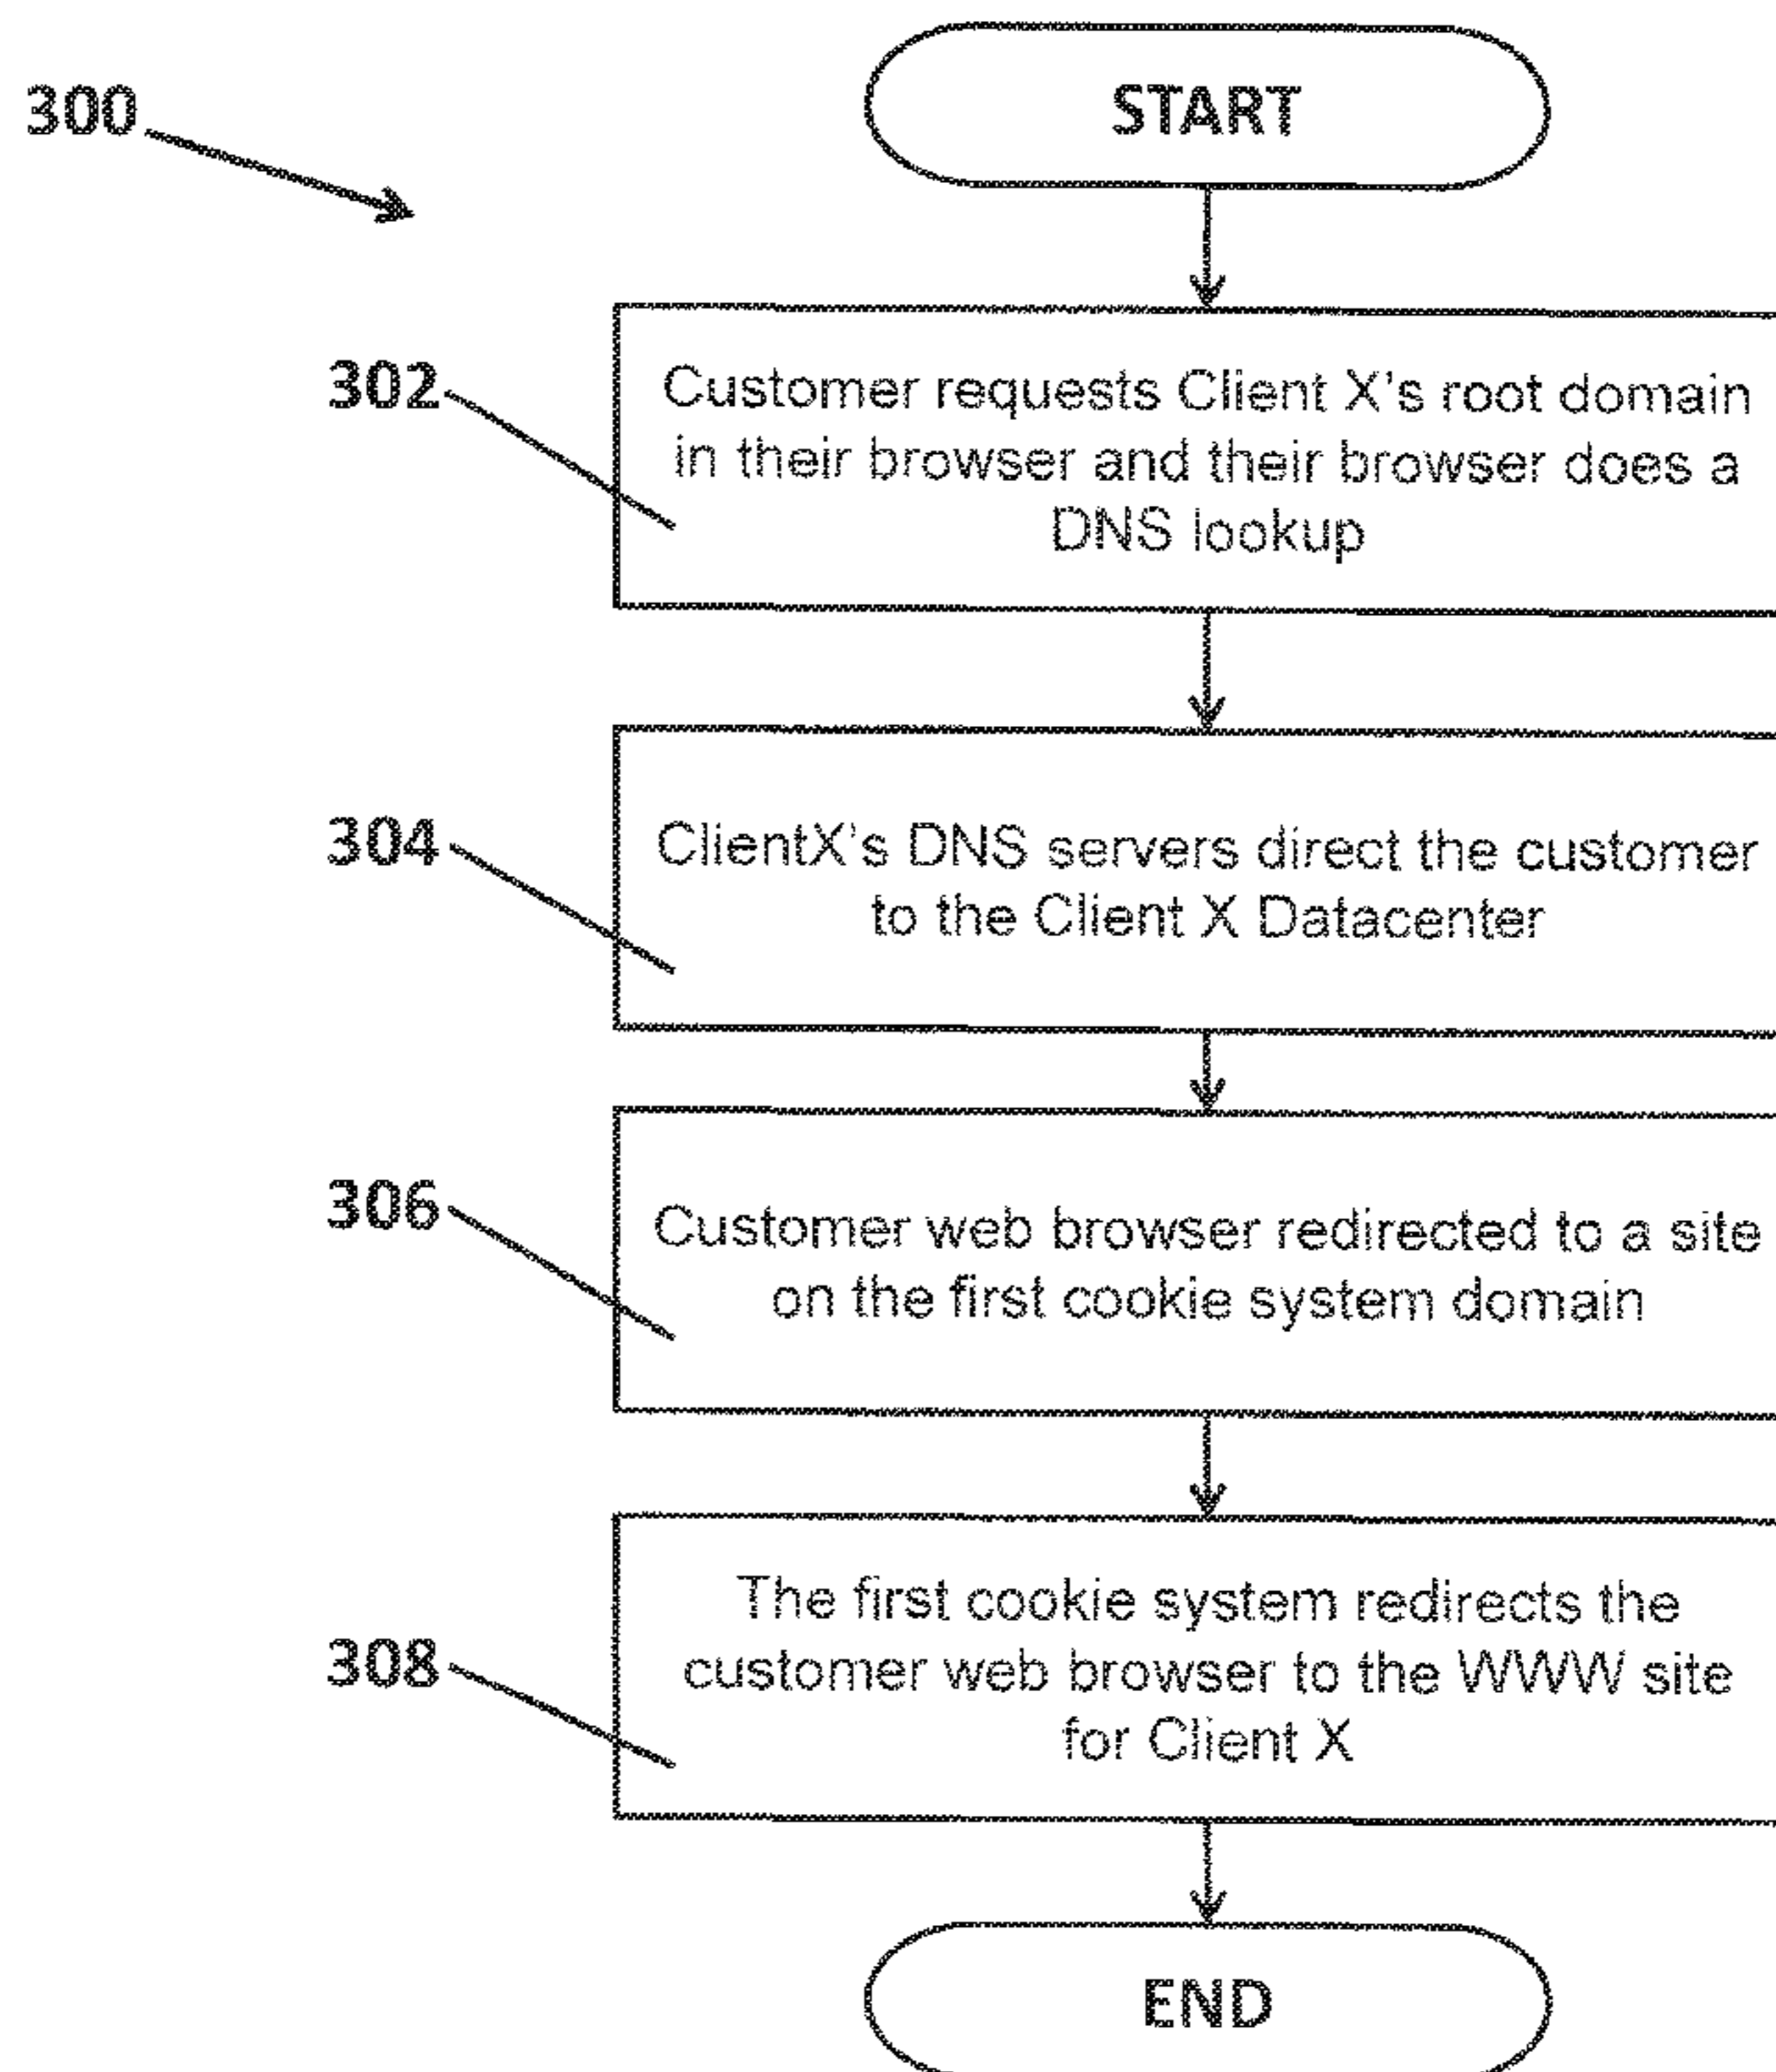 300
START
302
Customer requests Client X's root domain
in their browser and their browser does a
DNS lookup
304
ClientX's DNS servers direct the customer
to the Client X Datacenter
306
Customer web browser redirected to a site
on the first cookie system domain
308
The first cookie system redirects the
customer web browser to the WWW site
for Client X
END